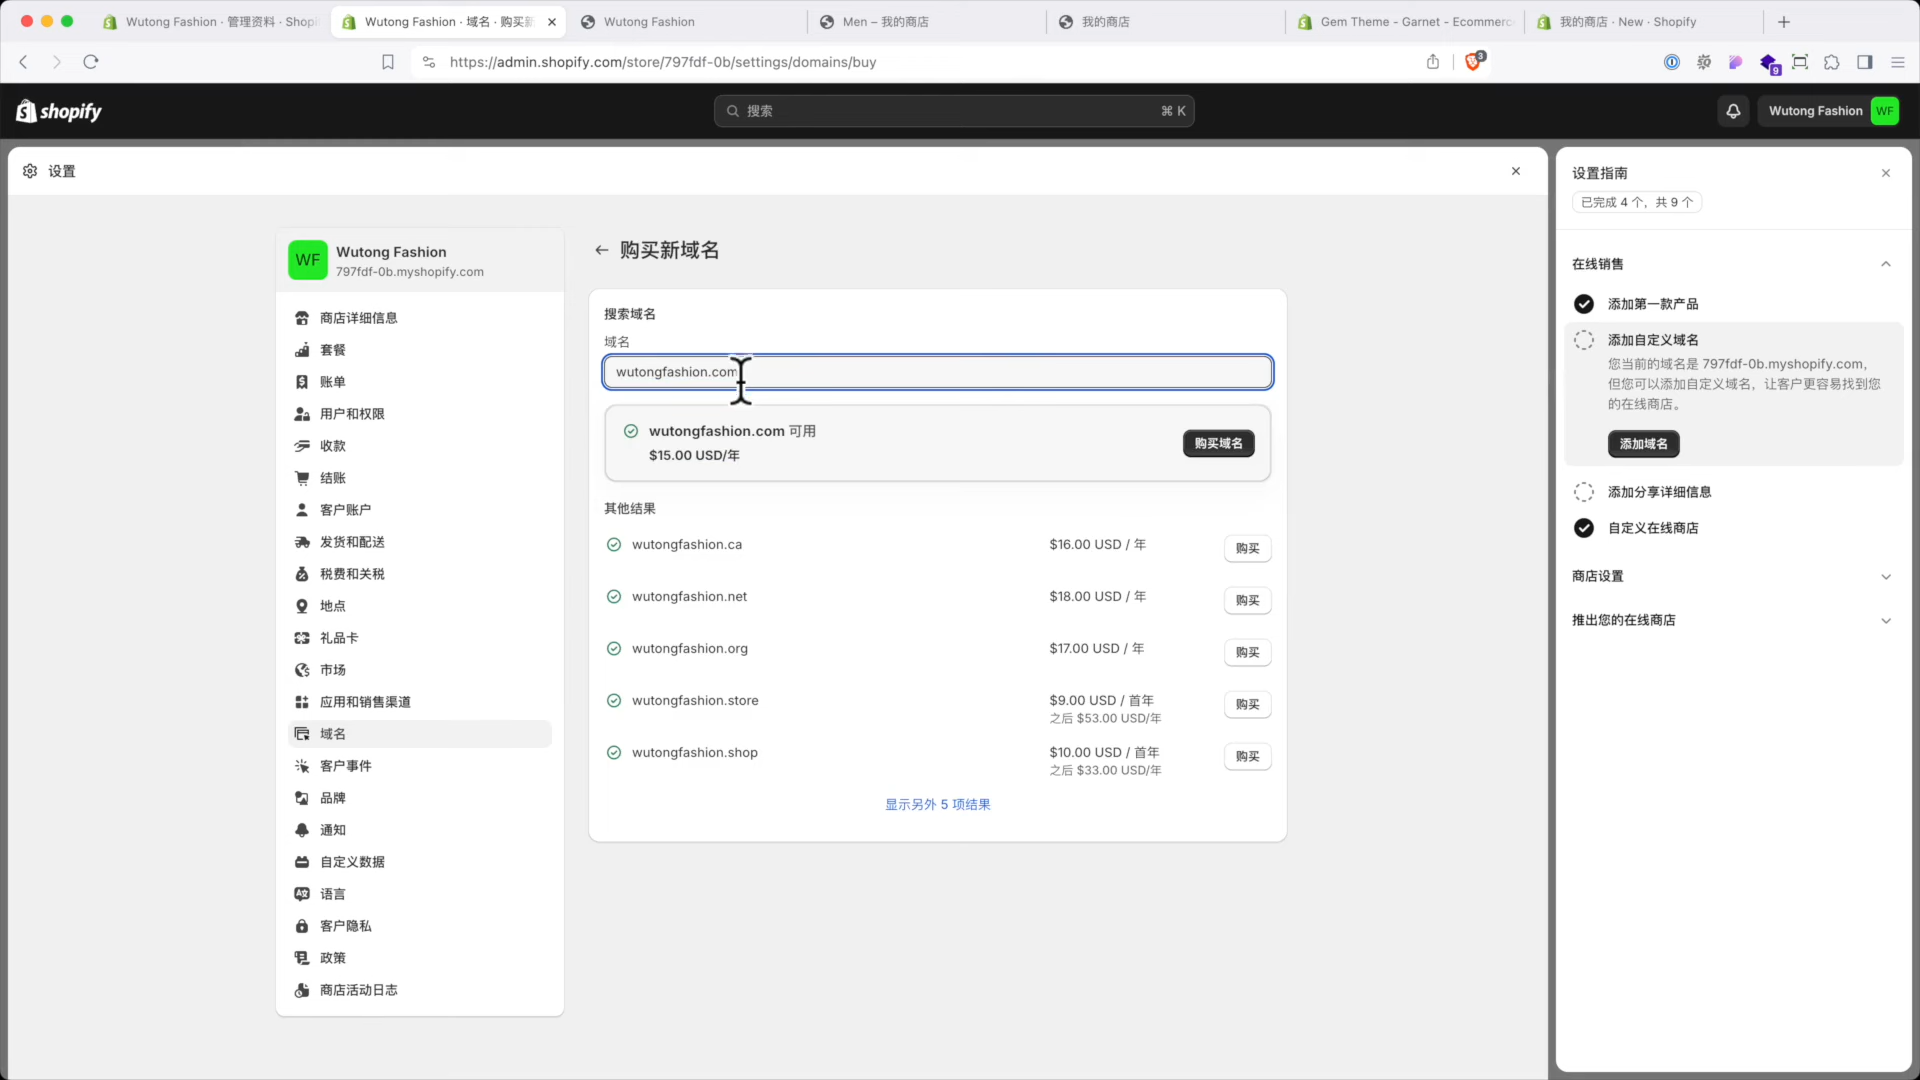 Wutong Fashion · 管理资料 · Shopi
Wutong Fashion · 域名 · 购买新
Wutong Fashion
Men – 我的商店
我的商店
Gem Theme - Garnet - Ecommerc
我的商店 · New · Shopify
https://admin.shopify.com/store/797fdf-0b/settings/domains/buy
3
9
shopify
搜索
⌘ K
Wutong Fashion
WF
设置
WF
Wutong Fashion
797fdf-0b.myshopify.com
商店详细信息
套餐
账单
用户和权限
收款
结账
客户账户
发货和配送
税费和关税
地点
礼品卡
市场
应用和销售渠道
域名
客户事件
品牌
通知
自定义数据
语言
客户隐私
政策
商店活动日志
购买新域名
搜索域名
域名
wutongfashion.com
wutongfashion.com 可用
$15.00 USD/年
购买域名
其他结果
wutongfashion.ca
$16.00 USD / 年
购买
wutongfashion.net
$18.00 USD / 年
购买
wutongfashion.org
$17.00 USD / 年
购买
wutongfashion.store
$9.00 USD / 首年
之后 $53.00 USD/年
购买
wutongfashion.shop
$10.00 USD / 首年
之后 $33.00 USD/年
购买
显示另外 5 项结果
设置指南
已完成 4 个，共 9 个
在线销售
添加第一款产品
添加自定义域名
您当前的域名是 797fdf-0b.myshopify.com，
但您可以添加自定义域名，让客户更容易找到您
的在线商店。
添加域名
添加分享详细信息
自定义在线商店
商店设置
推出您的在线商店